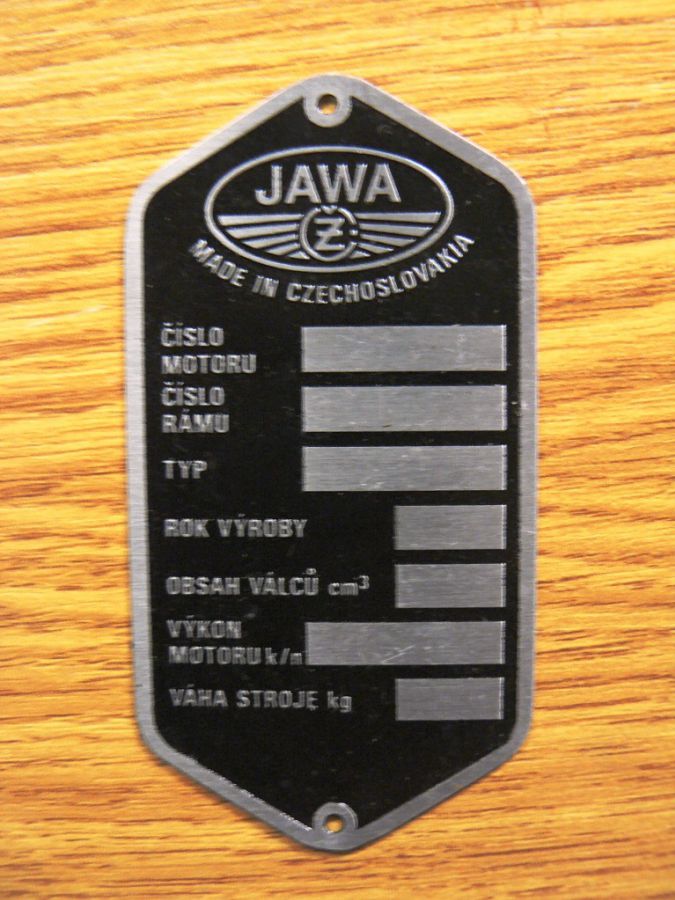 JAWA
ČZ
MADE IN CZECHOSLOVAKIA
ČÍSLO
MOTORU
ČÍSLO
RÁMU
TYP
ROK VÝROBY
OBSAH VÁLCŮ cm³
VÝKON
MOTORU k/n
VÁHA STROJE kg